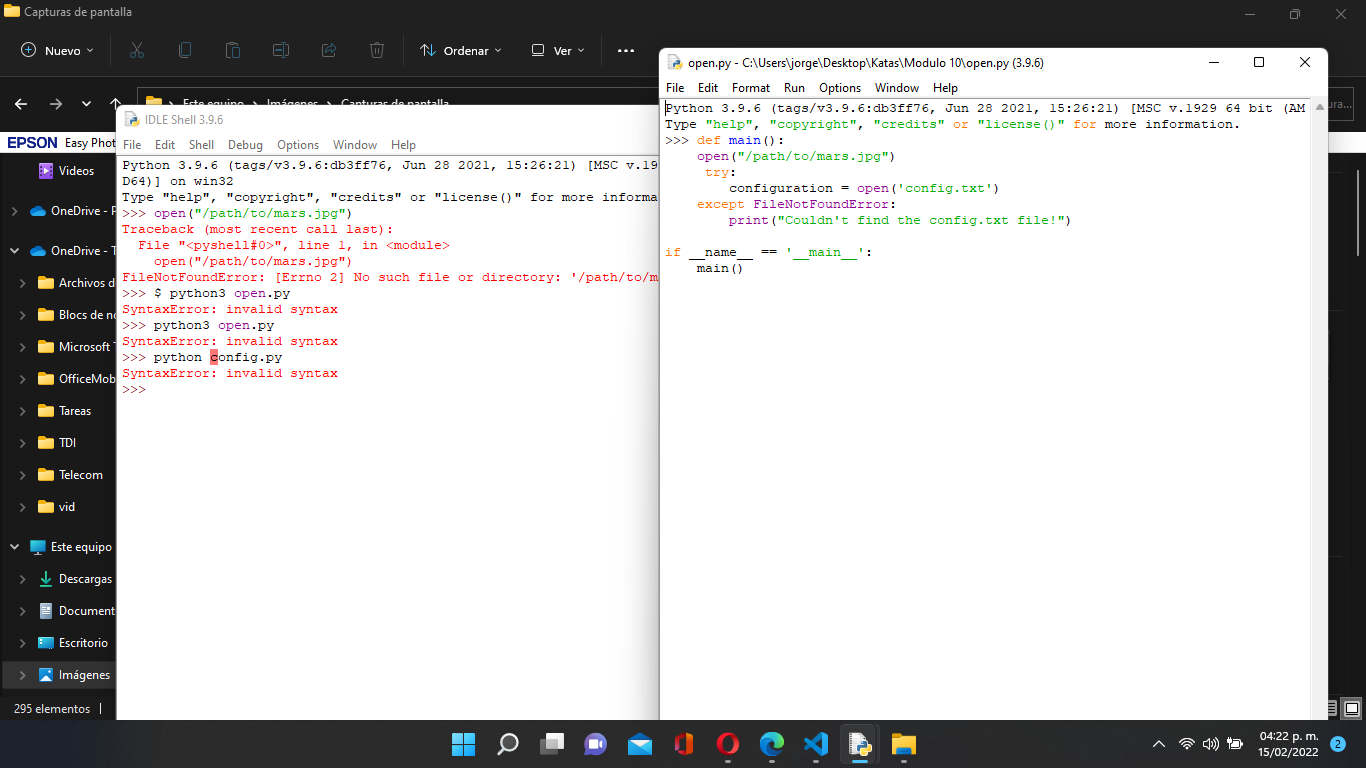 Capturas de pantalla
Nuevo
Ordenar
Ver
Este equipo > Imágenes > Capturas de pantalla
EPSON Easy Phot
Videos
OneDrive - P
OneDrive - T
Archivos d
Blocs de no
Microsoft T
OfficeMob
Tareas
TDI
Telecom
vid
Este equipo
Descargas
Document
Escritorio
Imágenes
295 elementos
IDLE Shell 3.9.6
File Edit Shell Debug Options Window Help
Python 3.9.6 (tags/v3.9.6:db3ff76, Jun 28 2021, 15:26:21) [MSC v.19
D64)] on win32
Type "help", "copyright", "credits" or "license()" for more informa
>>> open("/path/to/mars.jpg")
Traceback (most recent call last):
  File "<pyshell#0>", line 1, in <module>
    open("/path/to/mars.jpg")
FileNotFoundError: [Errno 2] No such file or directory: '/path/to/m
>>> $ python3 open.py
SyntaxError: invalid syntax
>>> python3 open.py
SyntaxError: invalid syntax
>>> python config.py
SyntaxError: invalid syntax
>>>
open.py - C:\Users\jorge\Desktop\Katas\Modulo 10\open.py (3.9.6)
File Edit Format Run Options Window Help
Python 3.9.6 (tags/v3.9.6:db3ff76, Jun 28 2021, 15:26:21) [MSC v.1929 64 bit (AM
Type "help", "copyright", "credits" or "license()" for more information.
>>> def main():
    open("/path/to/mars.jpg")
     try:
        configuration = open('config.txt')
    except FileNotFoundError:
        print("Couldn't find the config.txt file!")
if __name__ == '__main__':
    main()
ura...
04:22 p. m.
15/02/2022
2